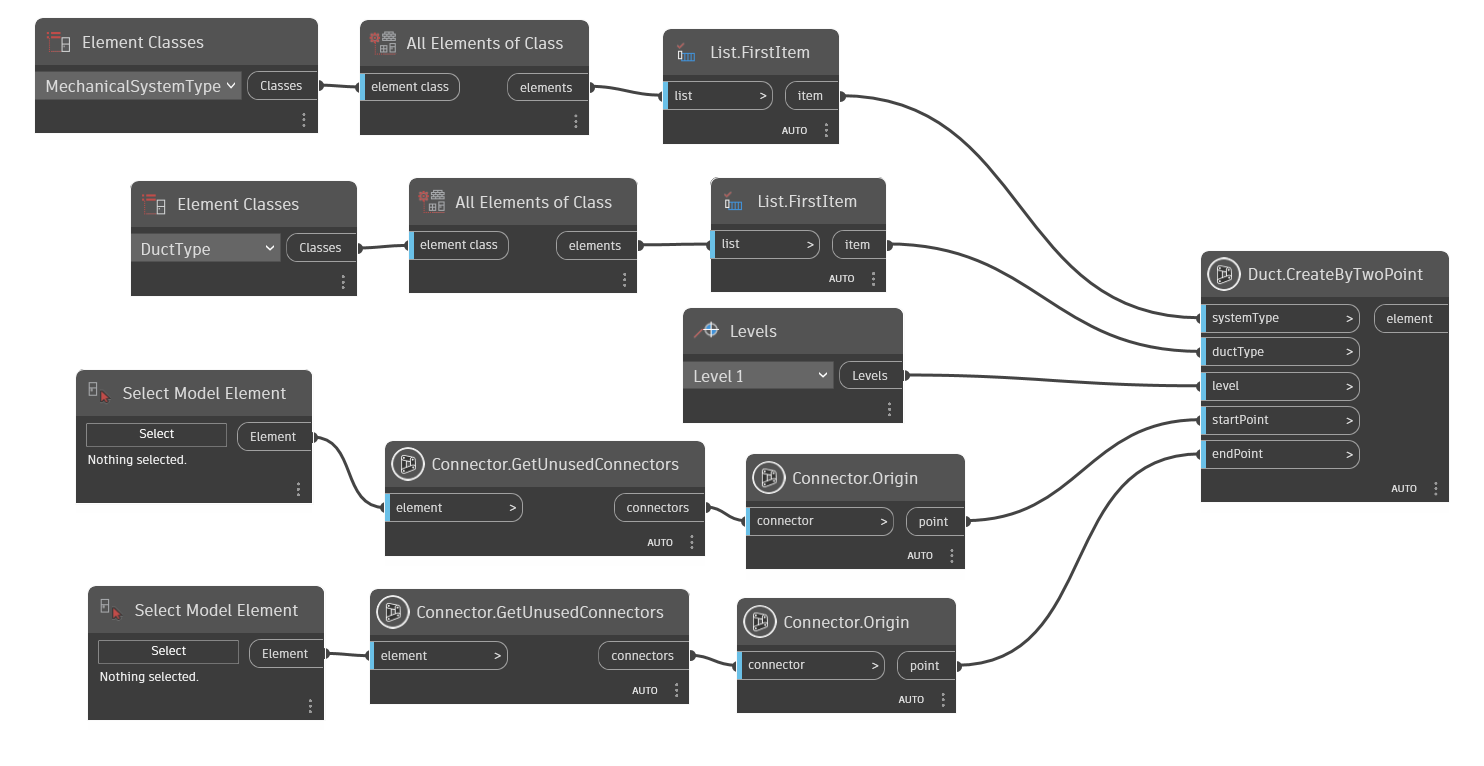 Element Classes
MechanicalSystemType
Classes
All Elements of Class
element class
elements
List.FirstItem
list
>
item
AUTO
Element Classes
DuctType
Classes
All Elements of Class
element class
elements
List.FirstItem
list
>
item
AUTO
Levels
Level 1
Levels
Duct.CreateByTwoPoint
systemType >
element
ductType >
level >
startPoint >
endPoint >
AUTO
Select Model Element
Select
Element
Nothing selected.
Connector.GetUnusedConnectors
element >
connectors
AUTO
Connector.Origin
connector >
point
AUTO
Select Model Element
Select
Element
Nothing selected.
Connector.GetUnusedConnectors
element >
connectors
AUTO
Connector.Origin
connector >
point
AUTO